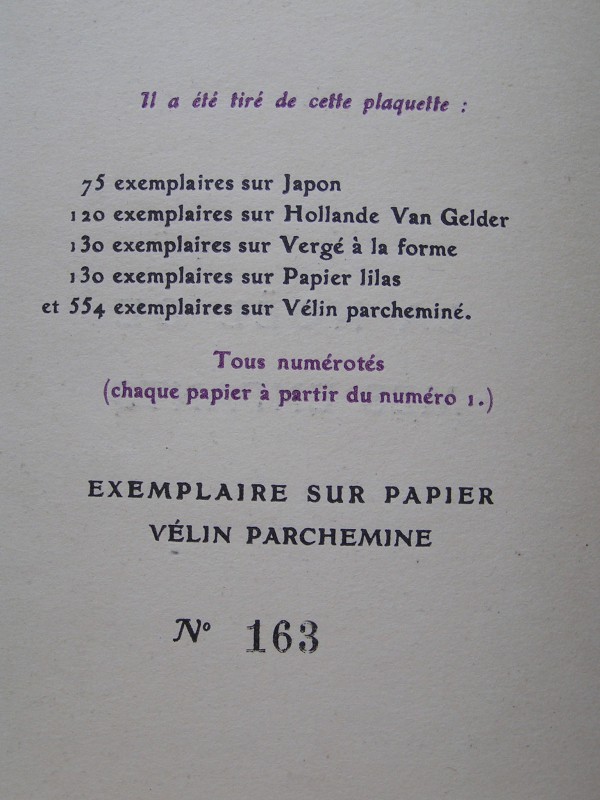 Il a été tiré de cette plaquette :
75 exemplaires sur Japon
120 exemplaires sur Hollande Van Gelder
130 exemplaires sur Vergé à la forme
130 exemplaires sur Papier lilas
et 554 exemplaires sur Vélin parcheminé.
Tous numérotés
(chaque papier à partir du numéro 1.)
EXEMPLAIRE SUR PAPIER
VÉLIN PARCHEMINE
Nº 163